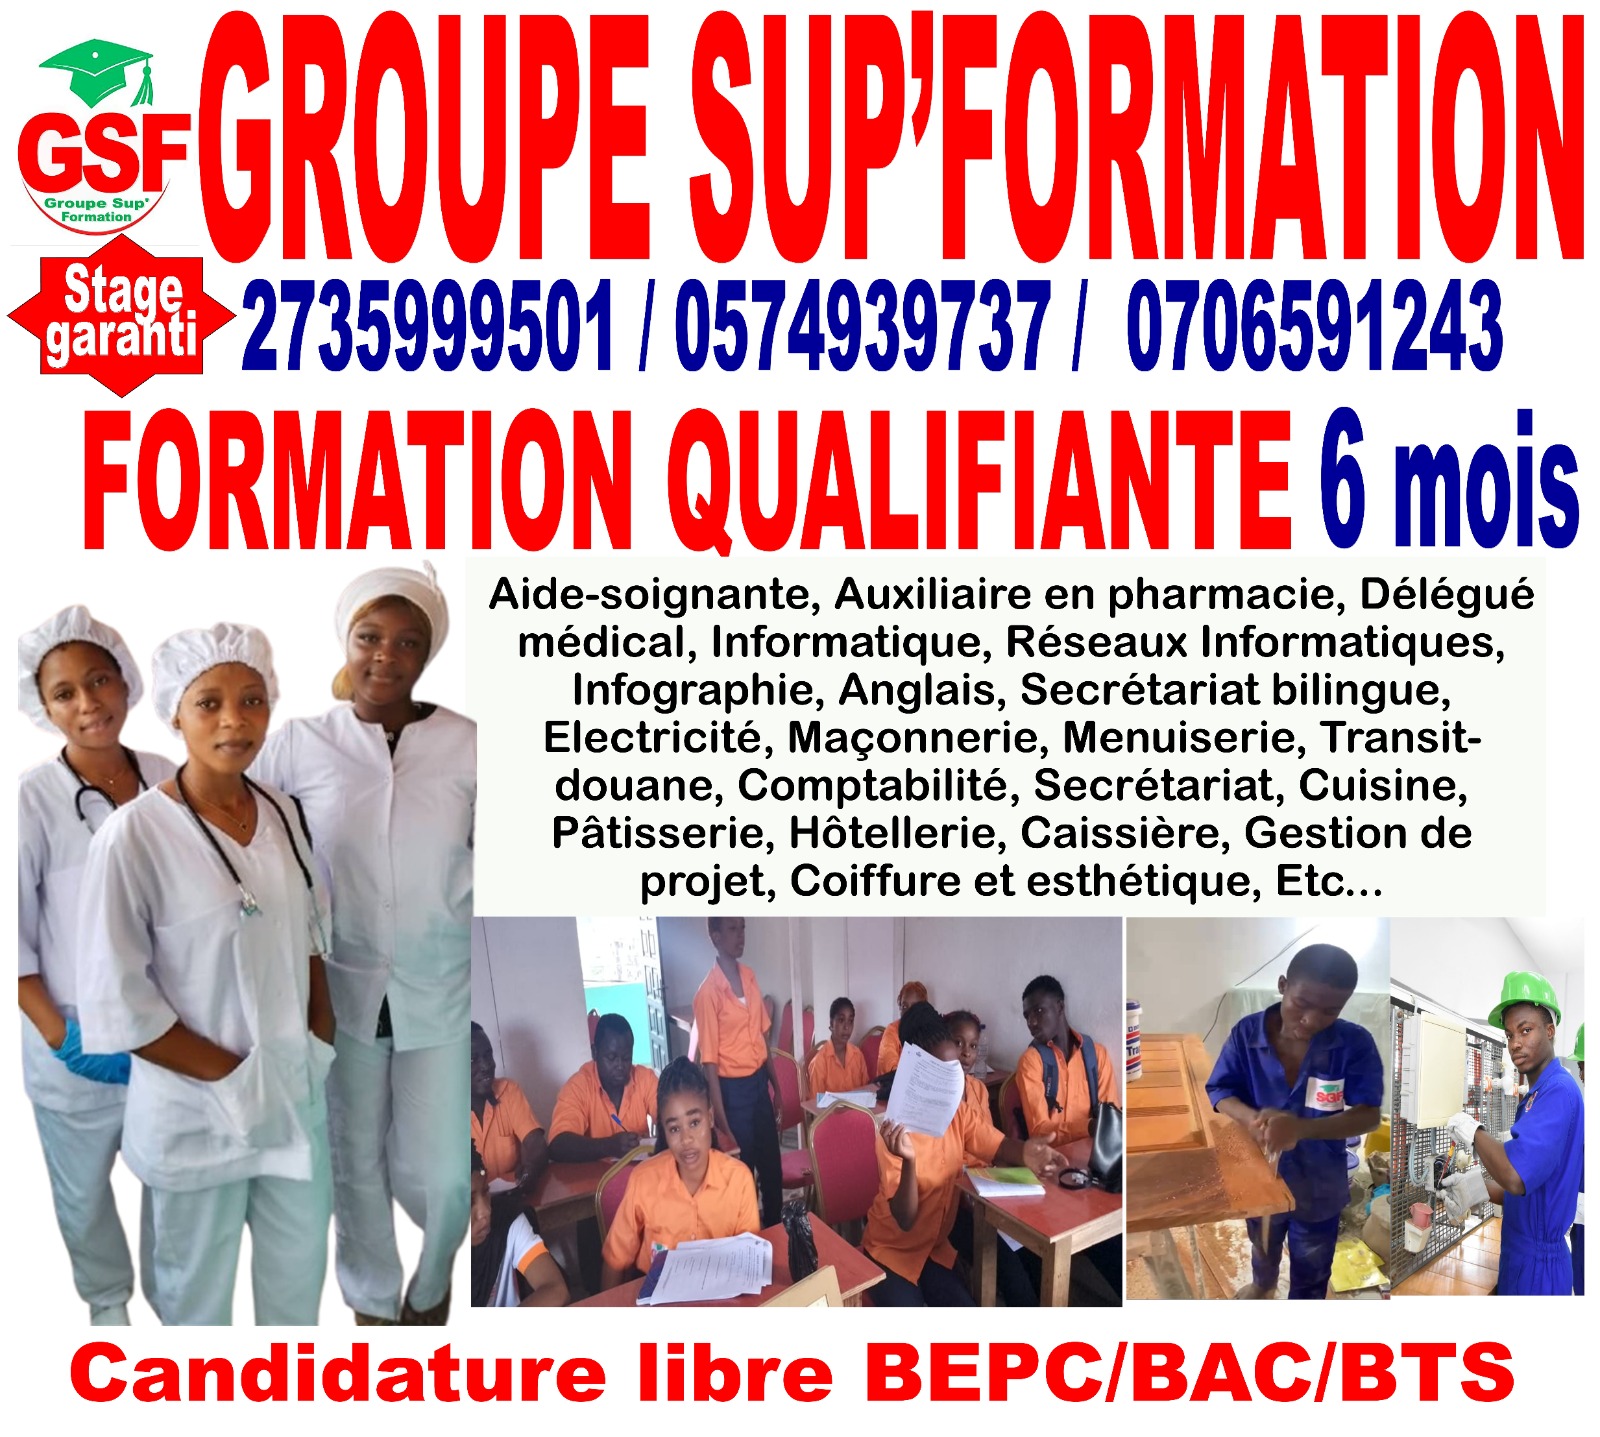 GROUPE SUP'FORMATION
GSF
Groupe Sup'
Formation
Stage
garanti
2735999501 / 0574939737 / 0706591243
FORMATION QUALIFIANTE 6 mois
Aide-soignante, Auxiliaire en pharmacie, Délégué
médical, Informatique, Réseaux Informatiques,
Infographie, Anglais, Secrétariat bilingue,
Electricité, Maçonnerie, Menuiserie, Transit-
douane, Comptabilité, Secrétariat, Cuisine,
Pâtisserie, Hôtellerie, Caissière, Gestion de
projet, Coiffure et esthétique, Etc...
SGF
Candidature libre BEPC/BAC/BTS